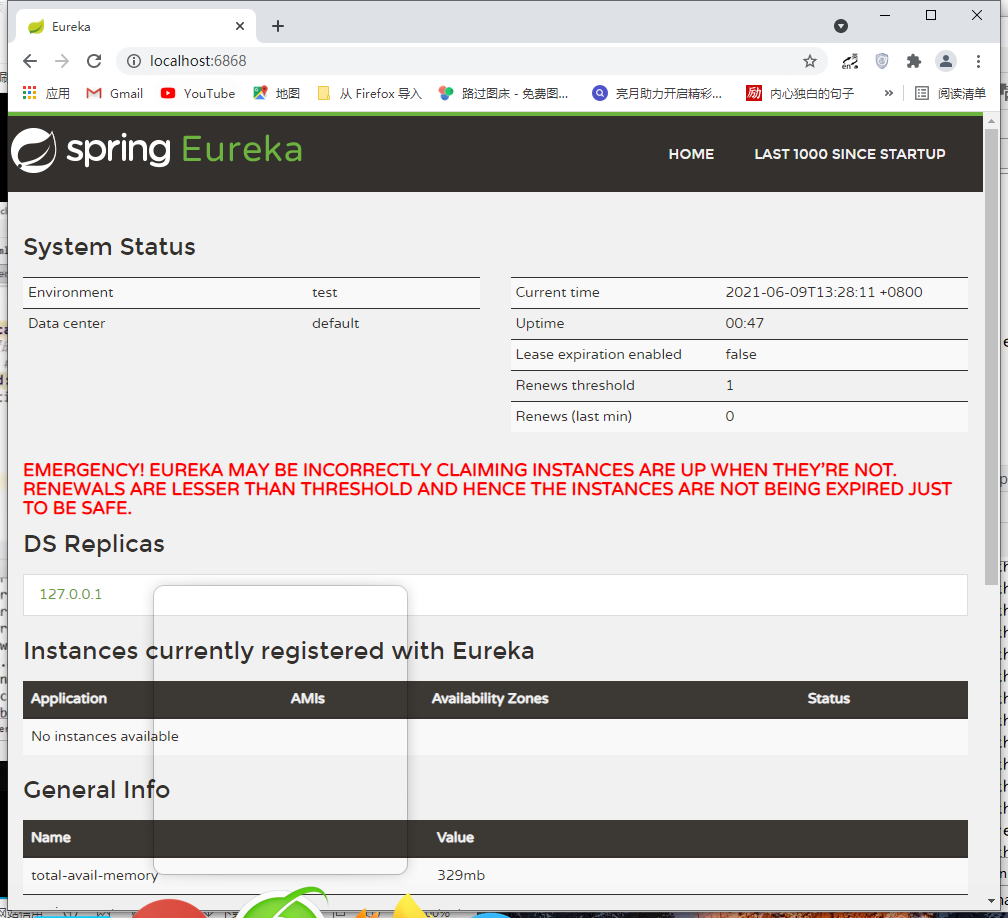 Eureka
localhost:6868
应用
Gmail
YouTube
地图
从 Firefox 导入
路过图床 - 免费图...
亮月助力开启精彩...
励
内心独白的句子
»
阅读清单
spring Eureka
HOME
LAST 1000 SINCE STARTUP
System Status
Environment test
Data center default
Current time 2021-06-09T13:28:11 +0800
Uptime 00:47
Lease expiration enabled false
Renews threshold 1
Renews (last min) 0
EMERGENCY! EUREKA MAY BE INCORRECTLY CLAIMING INSTANCES ARE UP WHEN THEY'RE NOT.
RENEWALS ARE LESSER THAN THRESHOLD AND HENCE THE INSTANCES ARE NOT BEING EXPIRED JUST
TO BE SAFE.
DS Replicas
127.0.0.1
Instances currently registered with Eureka
Application AMIs Availability Zones Status
No instances available
General Info
Name Value
total-avail-memory 329mb